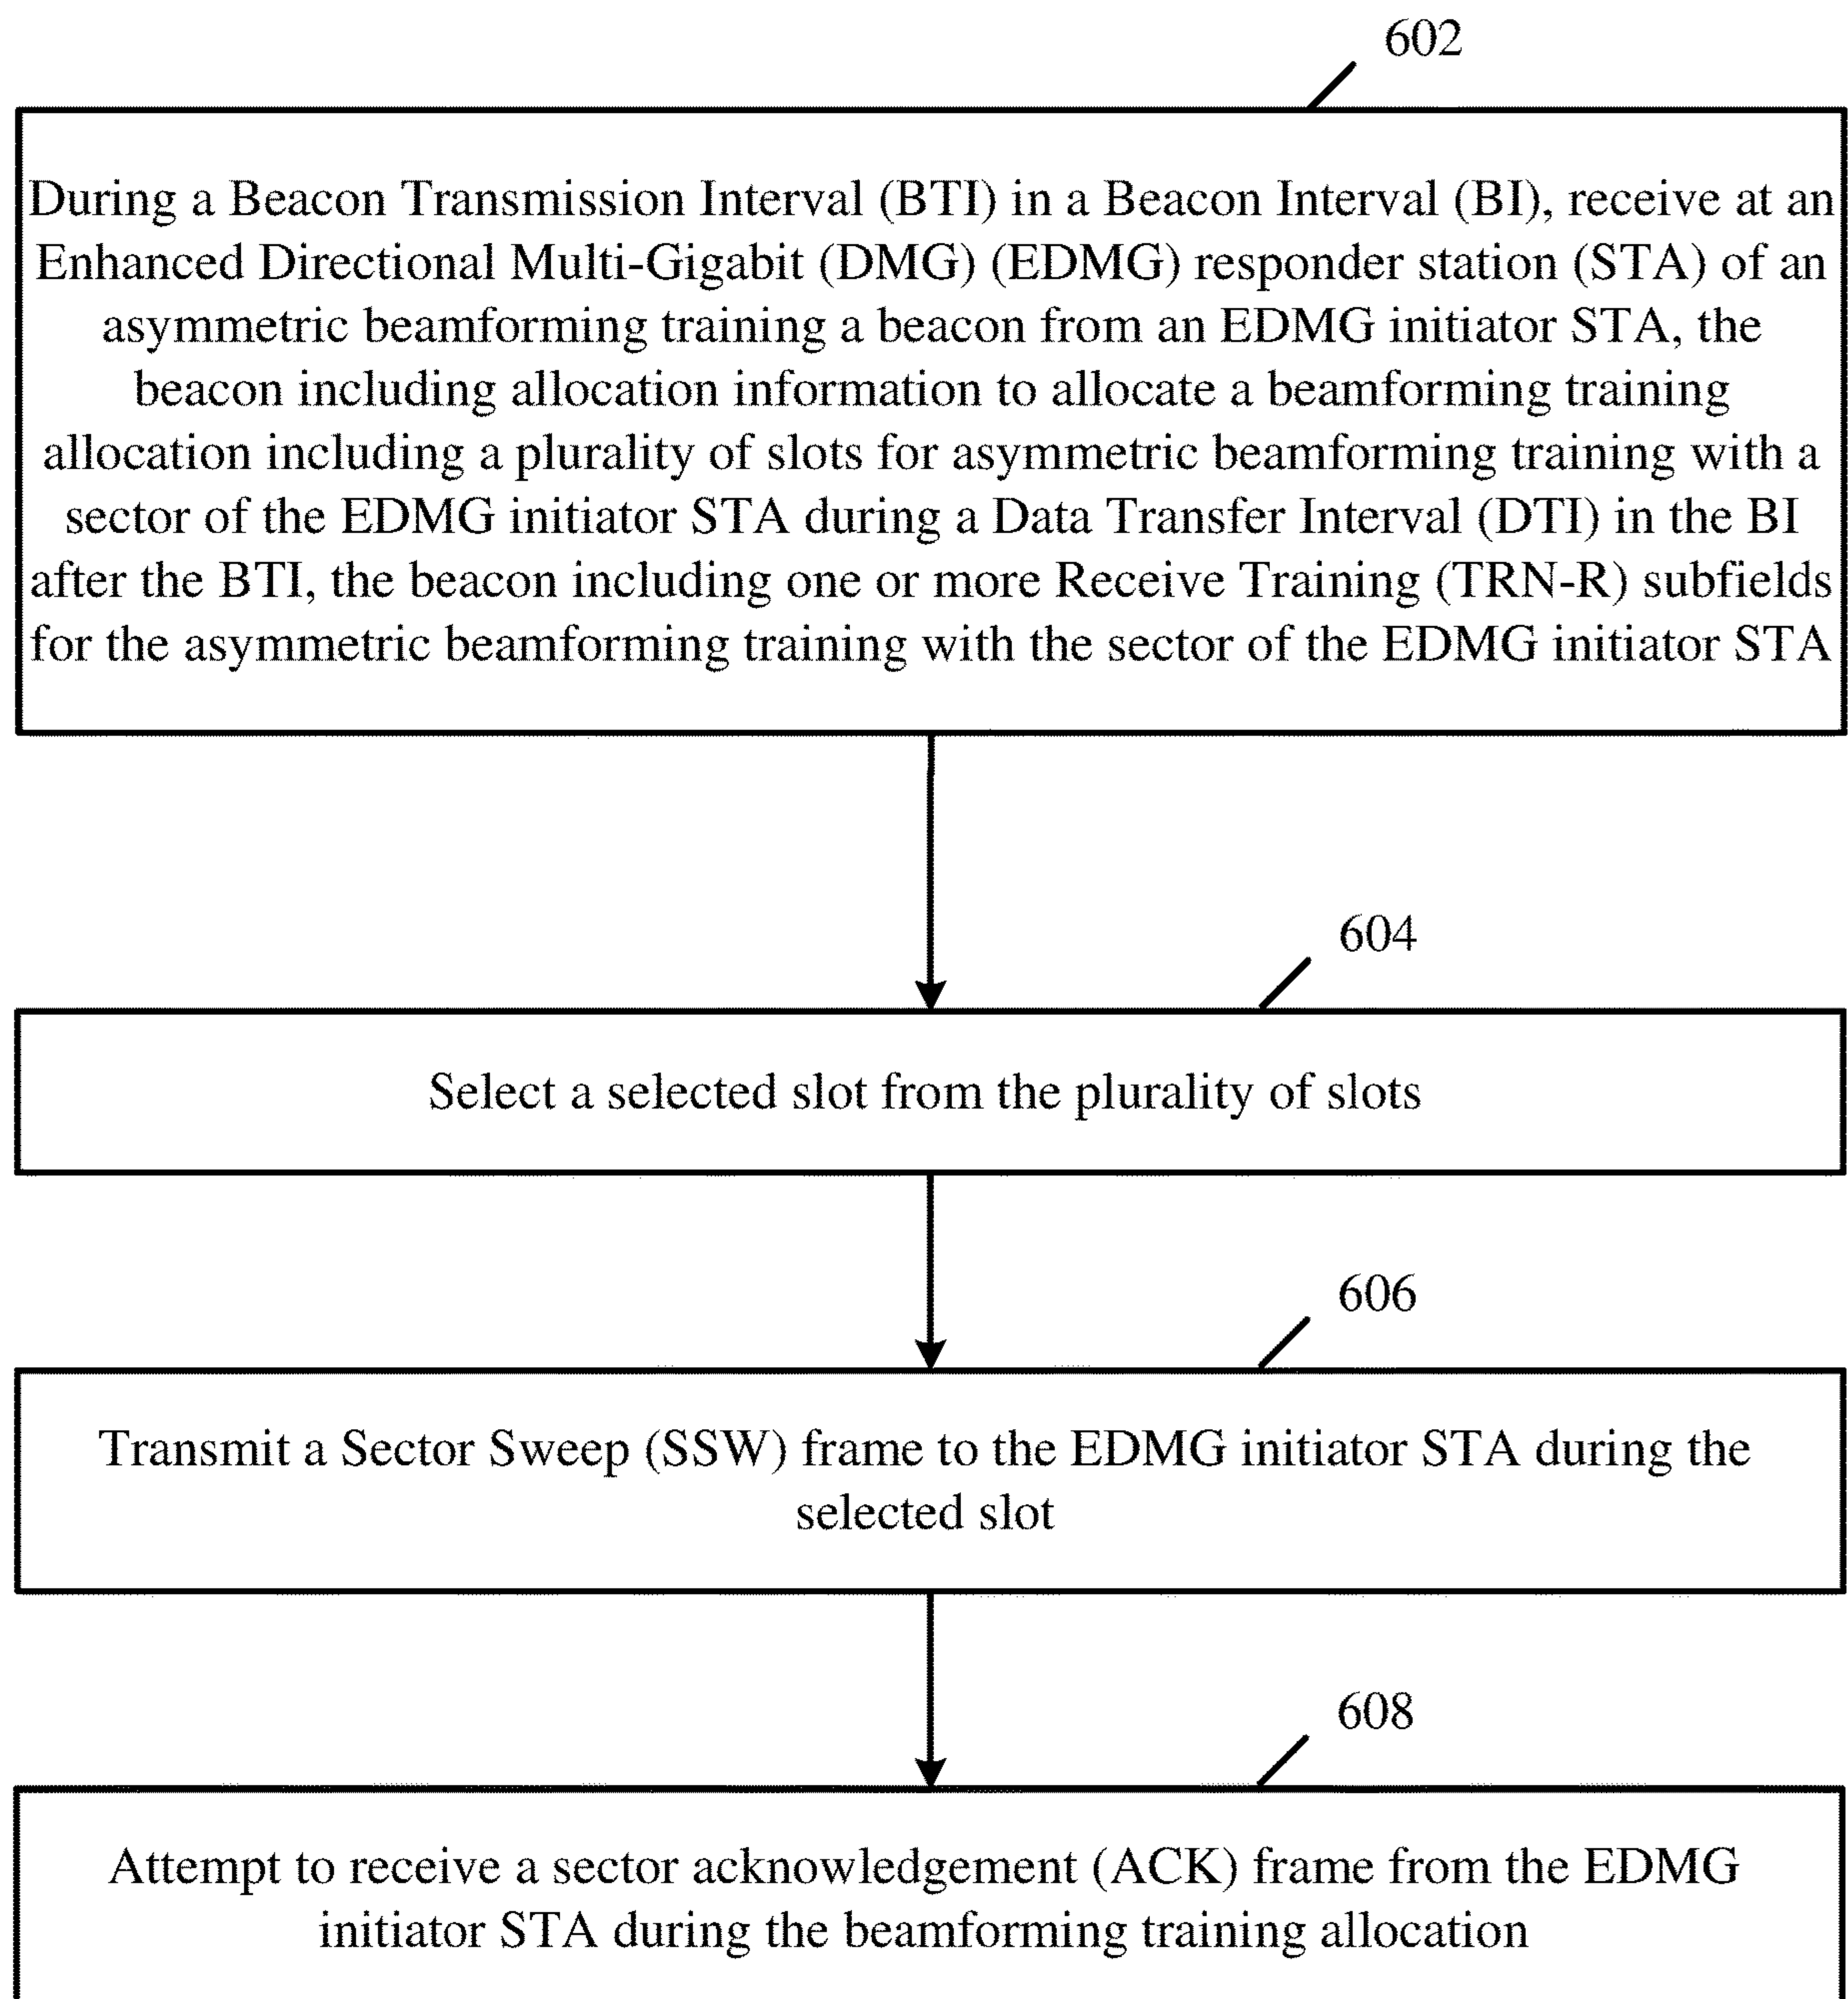 602
During a Beacon Transmission Interval (BTI) in a Beacon Interval (BI), receive at an
Enhanced Directional Multi-Gigabit (DMG) (EDMG) responder station (STA) of an
asymmetric beamforming training a beacon from an EDMG initiator STA, the
beacon including allocation information to allocate a beamforming training
allocation including a plurality of slots for asymmetric beamforming training with a
sector of the EDMG initiator STA during a Data Transfer Interval (DTI) in the BI
after the BTI, the beacon including one or more Receive Training (TRN-R) subfields
for the asymmetric beamforming training with the sector of the EDMG initiator STA
604
Select a selected slot from the plurality of slots
606
Transmit a Sector Sweep (SSW) frame to the EDMG initiator STA during the
selected slot
608
Attempt to receive a sector acknowledgement (ACK) frame from the EDMG
initiator STA during the beamforming training allocation